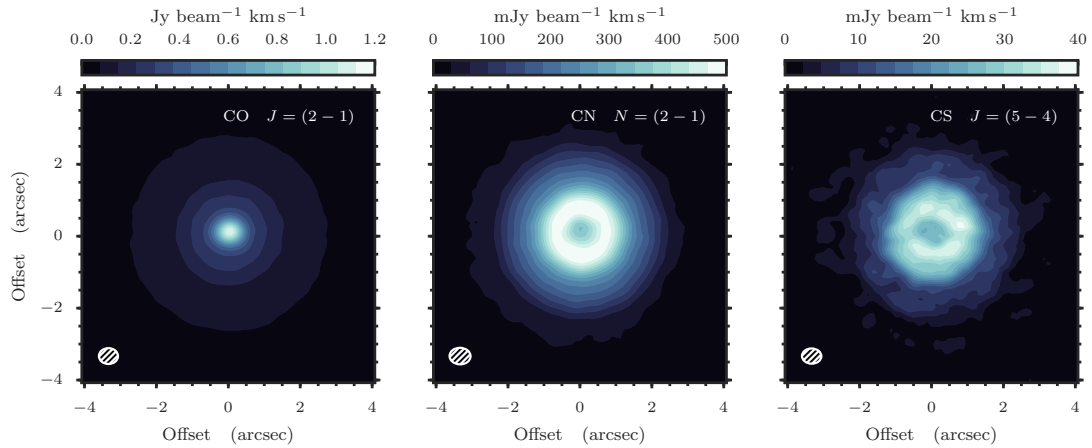 Jy beam⁻¹ km s⁻¹
0.0 0.2 0.4 0.6 0.8 1.0 1.2
mJy beam⁻¹ km s⁻¹
0 100 200 300 400 500
mJy beam⁻¹ km s⁻¹
0 10 20 30 40
CO J = (2 − 1)
CN N = (2 − 1)
CS J = (5 − 4)
Offset (arcsec)
4
2
0
−2
−4
−4 −2 0 2 4
Offset (arcsec)
−4 −2 0 2 4
Offset (arcsec)
−4 −2 0 2 4
Offset (arcsec)